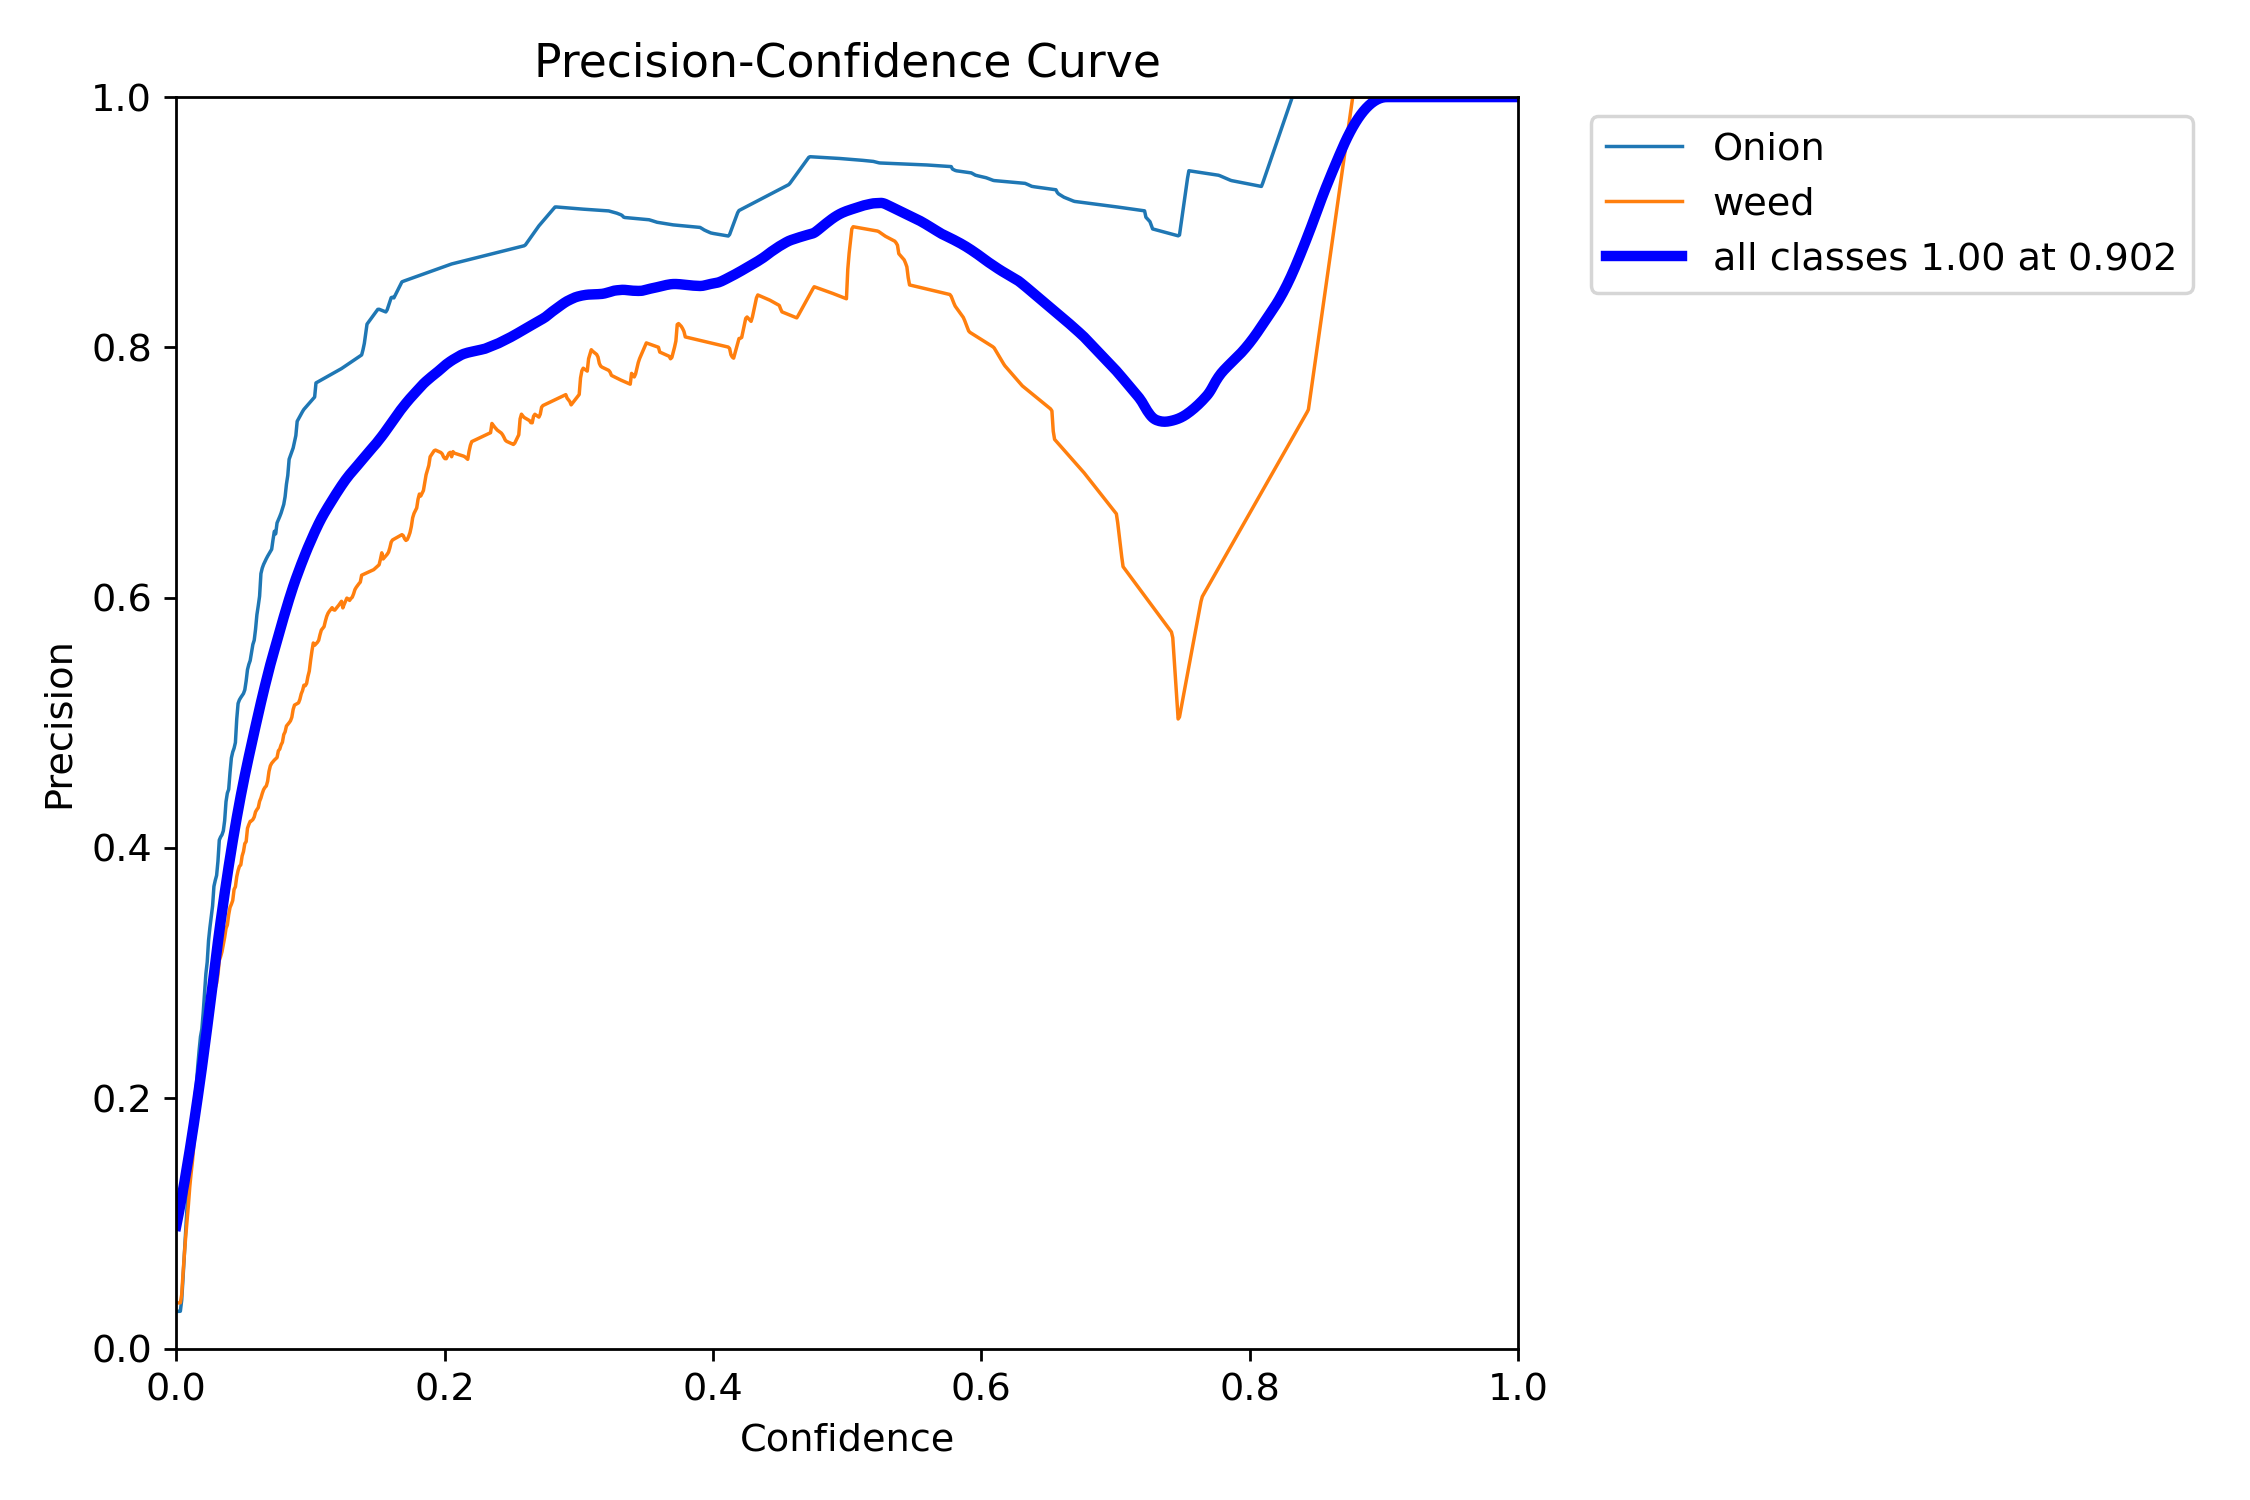 Precision-Confidence Curve
1.0
0.8
0.6
0.4
0.2
0.0
Precision
0.0 0.2 0.4 0.6 0.8 1.0
Confidence
Onion
weed
all classes 1.00 at 0.902